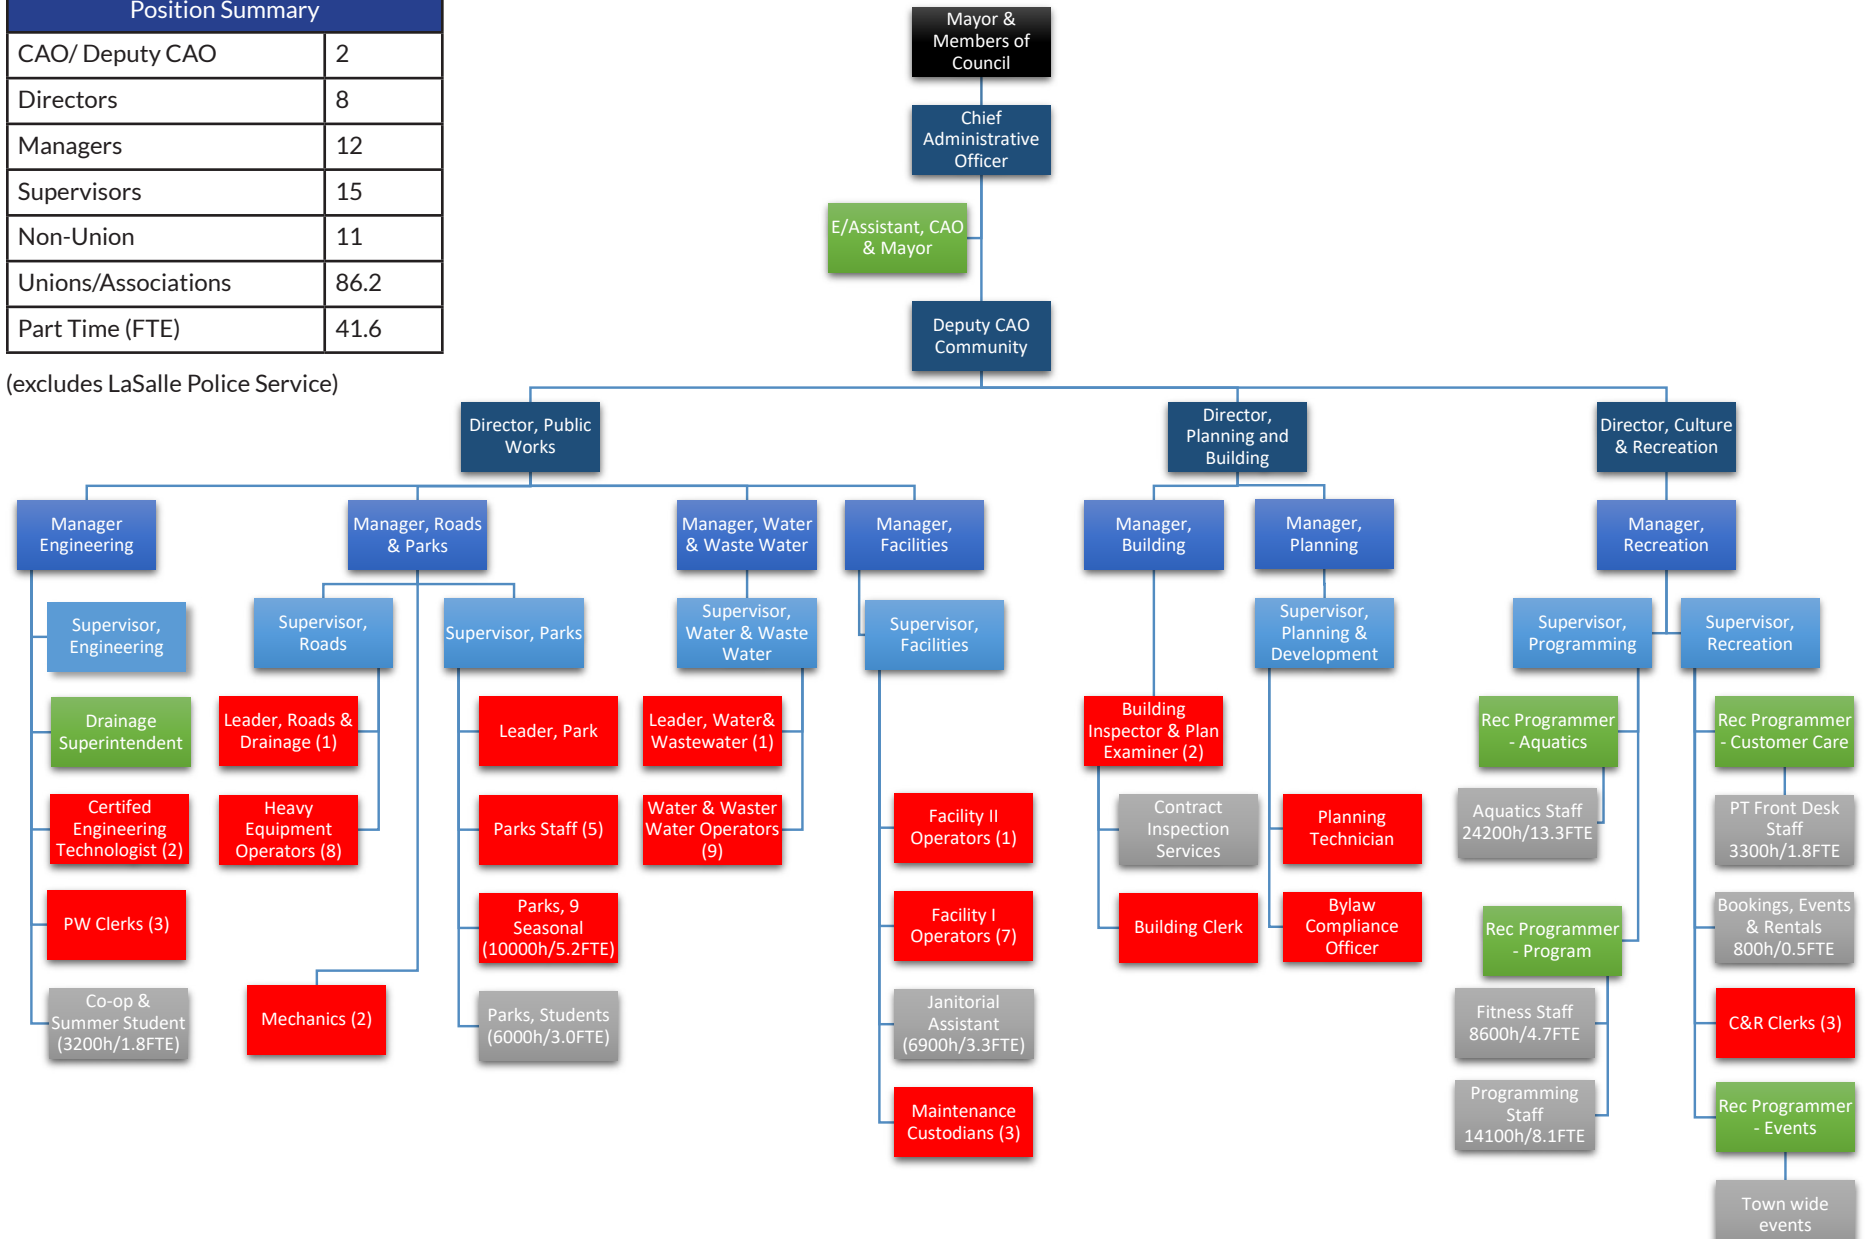 Position Summary
CAO/ Deputy CAO 2
Directors 8
Managers 12
Supervisors 15
Non-Union 11
Unions/Associations 86.2
Part Time (FTE) 41.6
(excludes LaSalle Police Service)
Mayor &
Members of
Council
Chief
Administrative
Officer
E/Assistant, CAO
& Mayor
Deputy CAO
Community
Director, Public
Works
Director,
Planning and
Building
Director, Culture
& Recreation
Manager
Engineering
Manager, Roads
& Parks
Manager, Water
& Waste Water
Manager,
Facilities
Manager,
Building
Manager,
Planning
Manager,
Recreation
Supervisor,
Engineering
Supervisor,
Roads
Supervisor, Parks
Supervisor,
Water & Waste
Water
Supervisor,
Facilities
Supervisor,
Planning &
Development
Supervisor,
Programming
Supervisor,
Recreation
Drainage
Superintendent
Leader, Roads &
Drainage (1)
Leader, Park
Leader, Water&
Wastewater (1)
Building
Inspector & Plan
Examiner (2)
Rec Programmer
- Aquatics
Rec Programmer
- Customer Care
Certifed
Engineering
Technologist (2)
Heavy
Equipment
Operators (8)
Parks Staff (5)
Water & Waster
Water Operators
(9)
Facility II
Operators (1)
Contract
Inspection
Services
Planning
Technician
Aquatics Staff
24200h/13.3FTE
PT Front Desk
Staff
3300h/1.8FTE
PW Clerks (3)
Parks, 9
Seasonal
(10000h/5.2FTE)
Facility I
Operators (7)
Building Clerk
Bylaw
Compliance
Officer
Rec Programmer
- Program
Bookings, Events
& Rentals
800h/0.5FTE
Co-op &
Summer Student
(3200h/1.8FTE)
Mechanics (2)
Parks, Students
(6000h/3.0FTE)
Janitorial
Assistant
(6900h/3.3FTE)
Fitness Staff
8600h/4.7FTE
C&R Clerks (3)
Maintenance
Custodians (3)
Programming
Staff
14100h/8.1FTE
Rec Programmer
- Events
Town wide
events